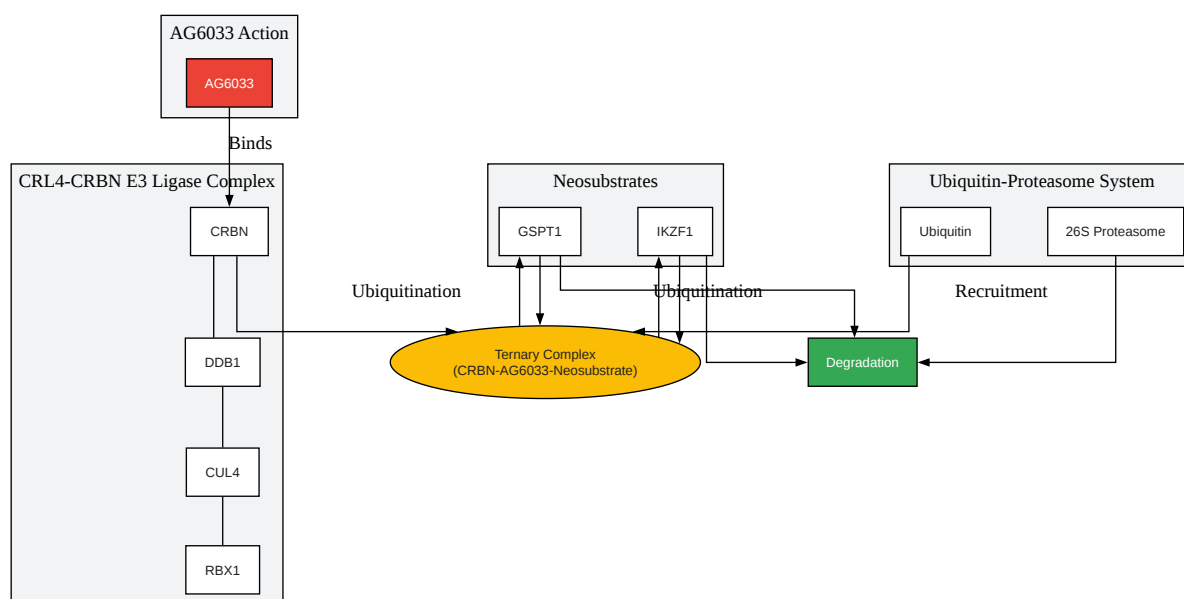 AG6033 Action
AG6033
Binds
CRL4-CRBN E3 Ligase Complex
Neosubstrates
Ubiquitin-Proteasome System
CRBN
GSPT1
IKZF1
Ubiquitin
26S Proteasome
Ubiquitination
Ubiquitination
Recruitment
DDB1
Ternary Complex
(CRBN-AG6033-Neosubstrate)
Degradation
CUL4
RBX1